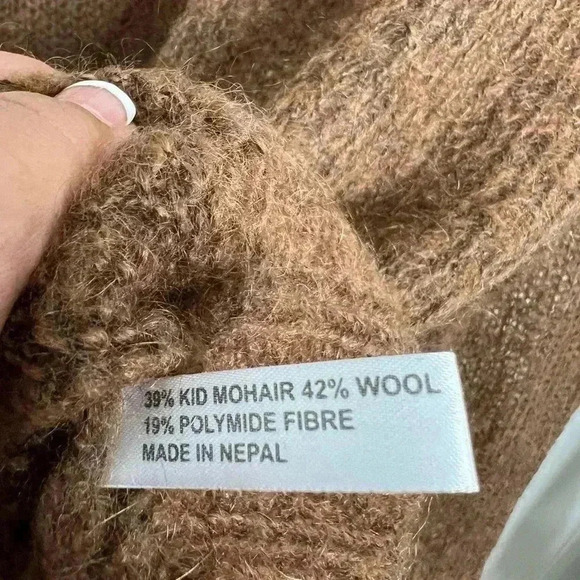 39% KID MOHAIR 42% WOOL
19% POLYMIDE FIBRE
MADE IN NEPAL